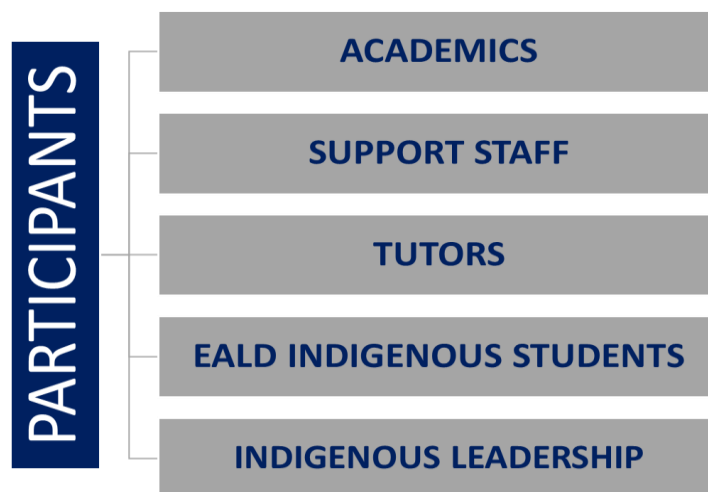 PARTICIPANTS
ACADEMICS
SUPPORT STAFF
TUTORS
EALD INDIGENOUS STUDENTS
INDIGENOUS LEADERSHIP